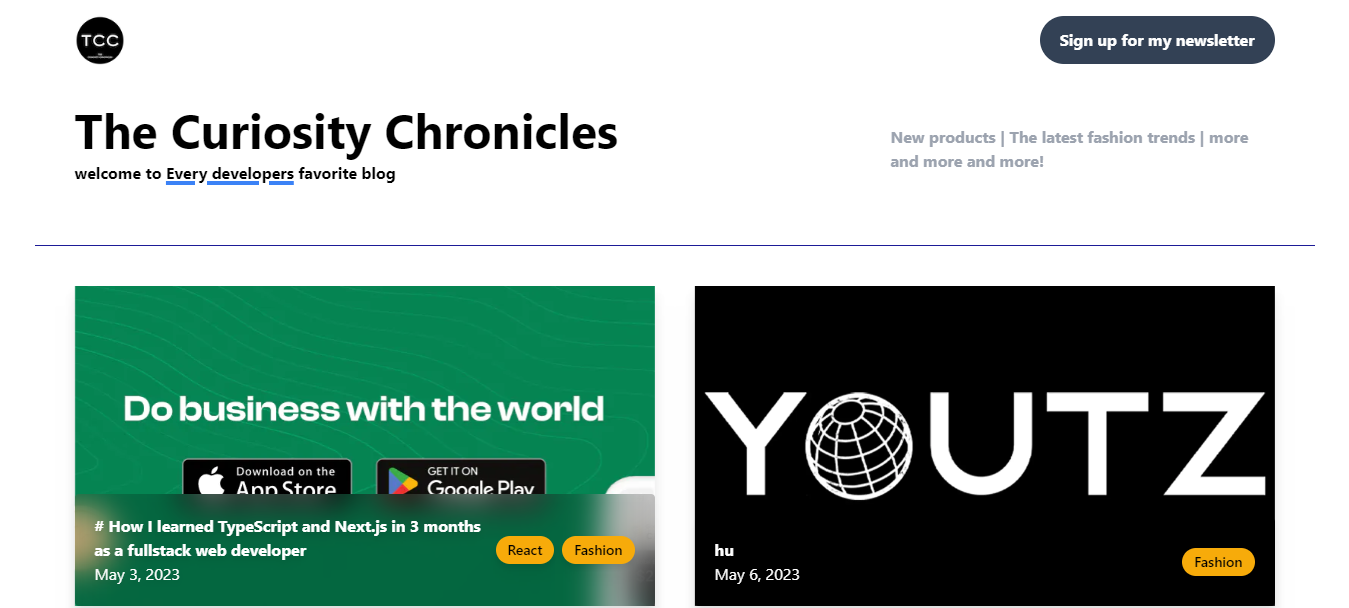 TCC
Sign up for my newsletter
The Curiosity Chronicles
welcome to Every developers favorite blog
New products | The latest fashion trends | more
and more and more!
Do business with the world
Download on the
App Store
GET IT ON
Google Play
# How I learned TypeScript and Next.js in 3 months
as a fullstack web developer
May 3, 2023
React
Fashion
YOUTZ
hu
May 6, 2023
Fashion